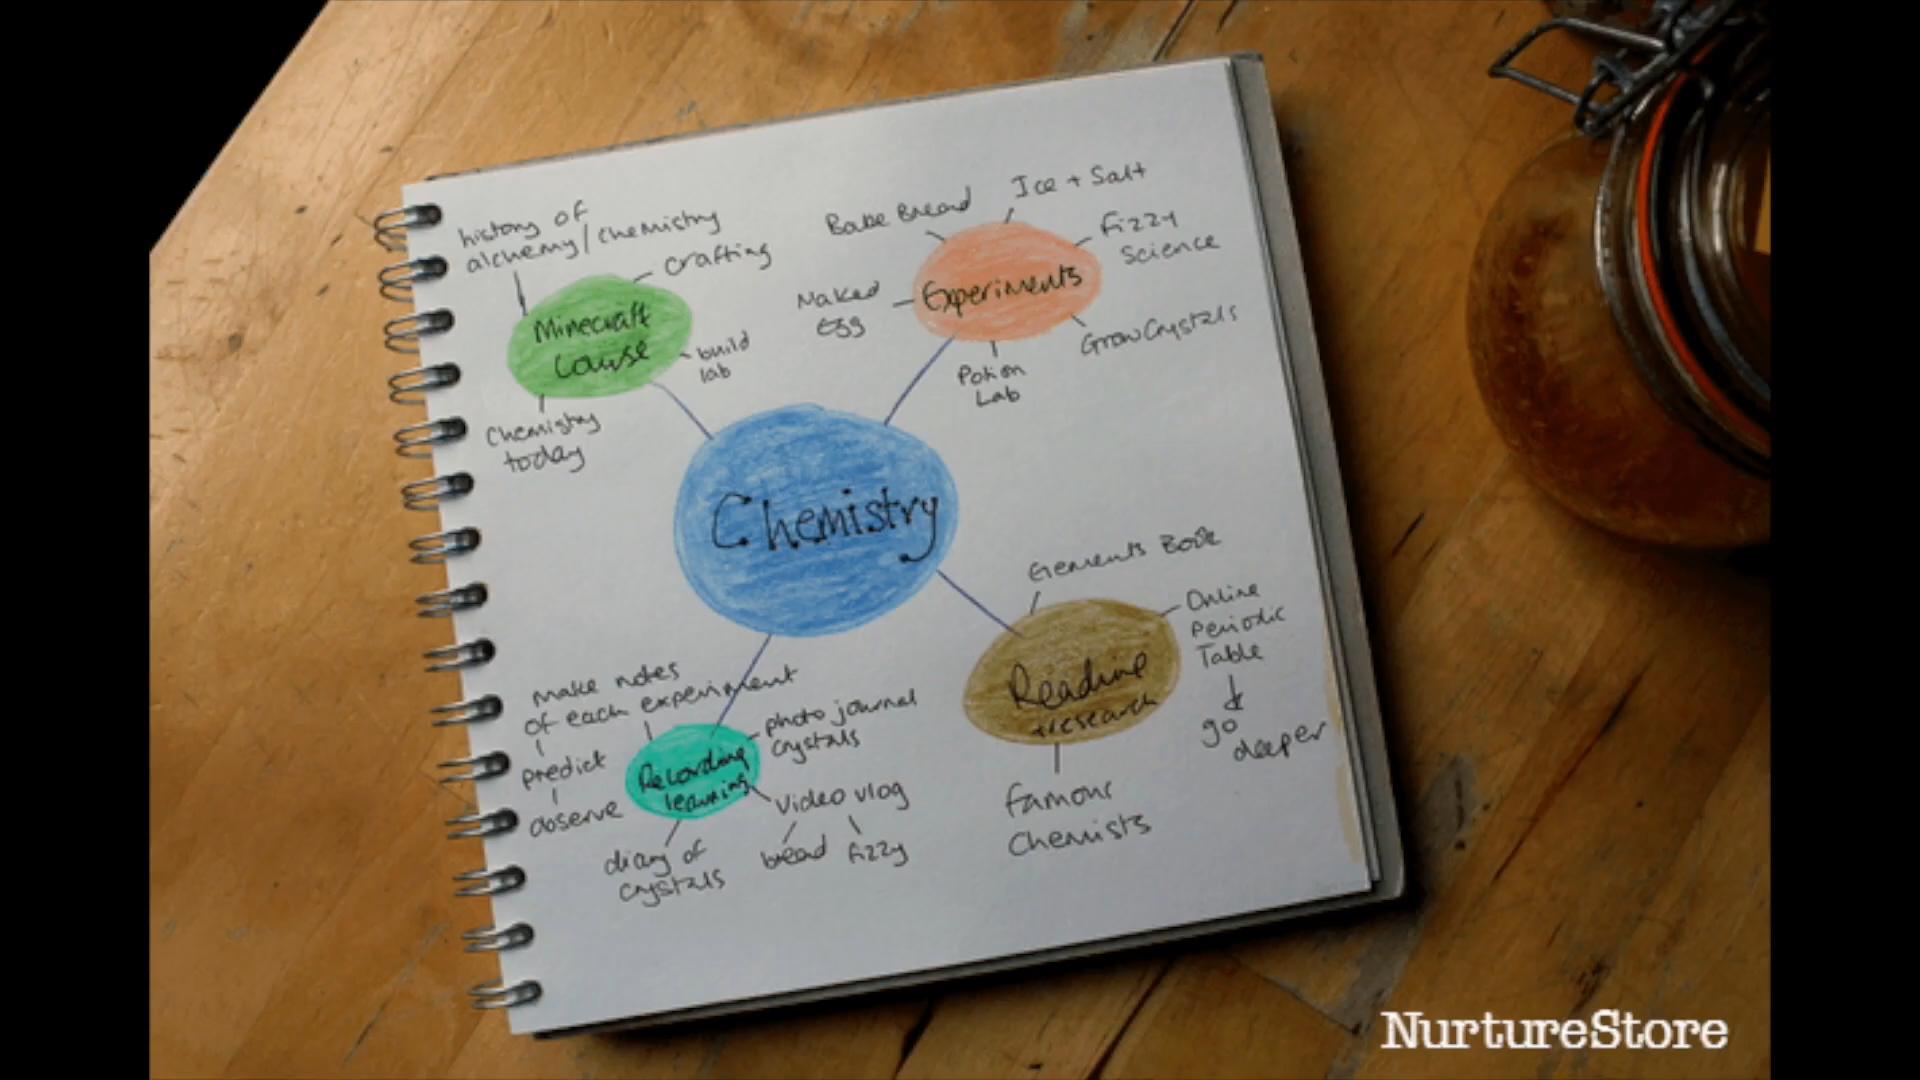 history of
alchemy/chemistry
crafting
Minecraft
Course
build
lab
Chemistry
today
Bake Bread
Ice + Salt
Fizzy
Science
Naked
Egg
Experiments
Grow Crystals
Potion
Lab
Chemistry
Elements Book
Online
Periodic
Table
go
deeper
Reading
+research
Famous
Chemists
make notes
of each experiment
predict
observe
Recording
learning
photo journal
crystals
video vlog
bread fizzy
diary of
crystals
NurtureStore